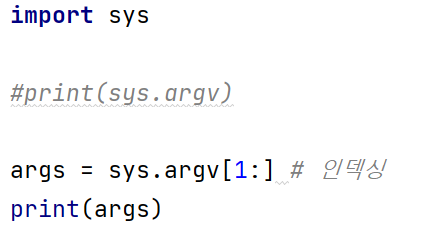 import sys
#print(sys.argv)
args = sys.argv[1:] # 인덱싱
print(args)